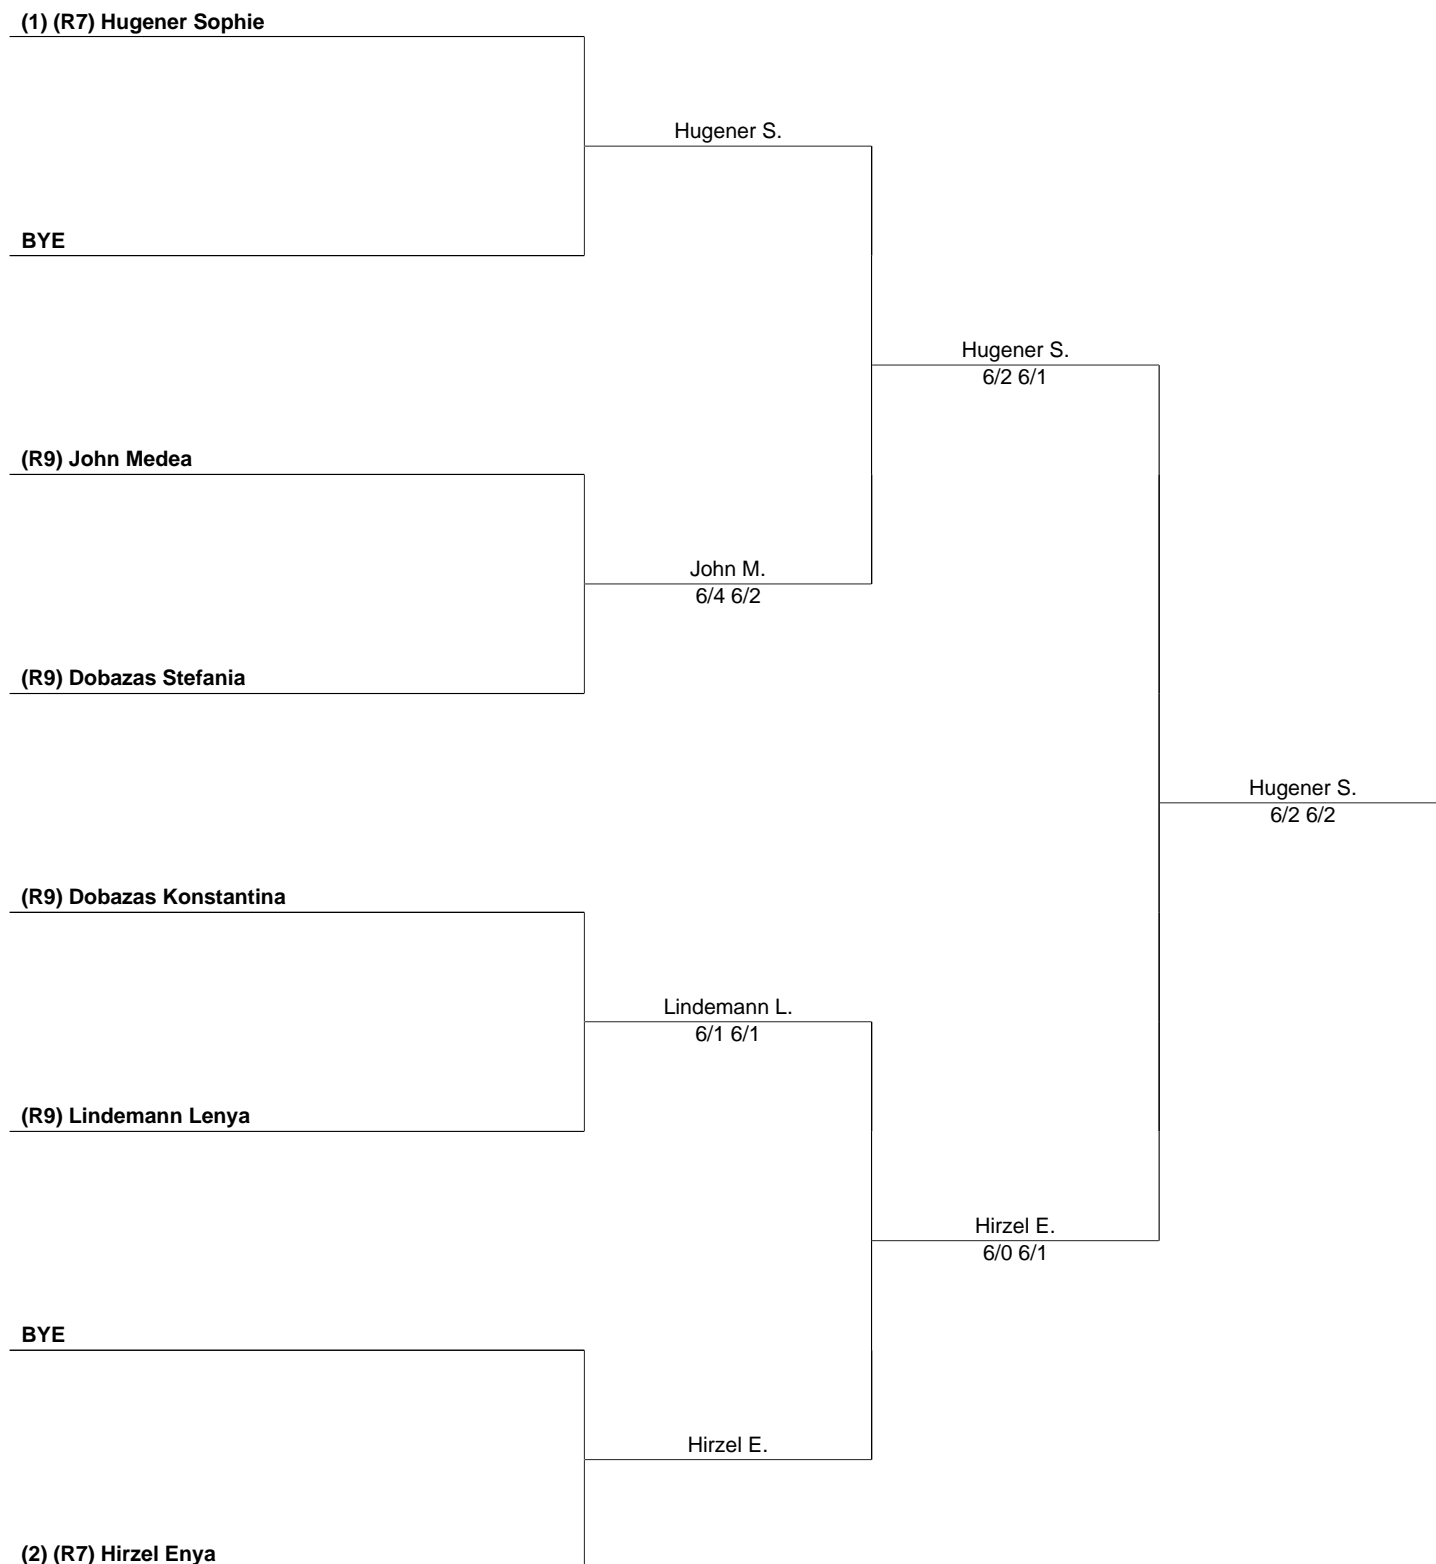 (1) (R7) Hugener Sophie
Hugener S.
BYE
Hugener S.
6/2 6/1
(R9) John Medea
John M.
6/4 6/2
(R9) Dobazas Stefania
Hugener S.
6/2 6/2
(R9) Dobazas Konstantina
Lindemann L.
6/1 6/1
(R9) Lindemann Lenya
Hirzel E.
6/0 6/1
BYE
Hirzel E.
(2) (R7) Hirzel Enya